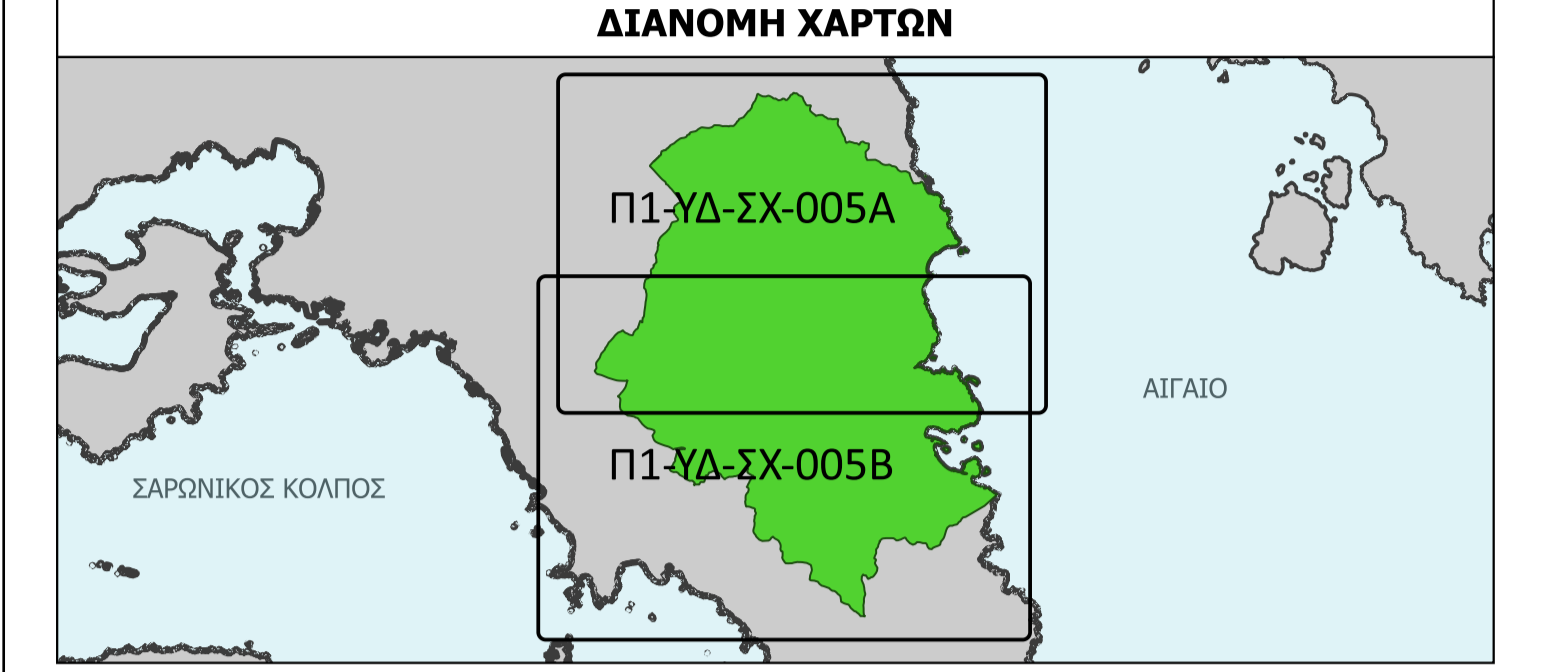 ΔΙΑΝΟΜΗ ΧΑΡΤΩΝ
Π1-ΥΔ-ΣΧ-005Α
ΑΙΓΑΙΟ
Π1-ΥΔ-ΣΧ-005Β
ΣΑΡΩΝΙΚΟΣ ΚΟΛΠΟΣ